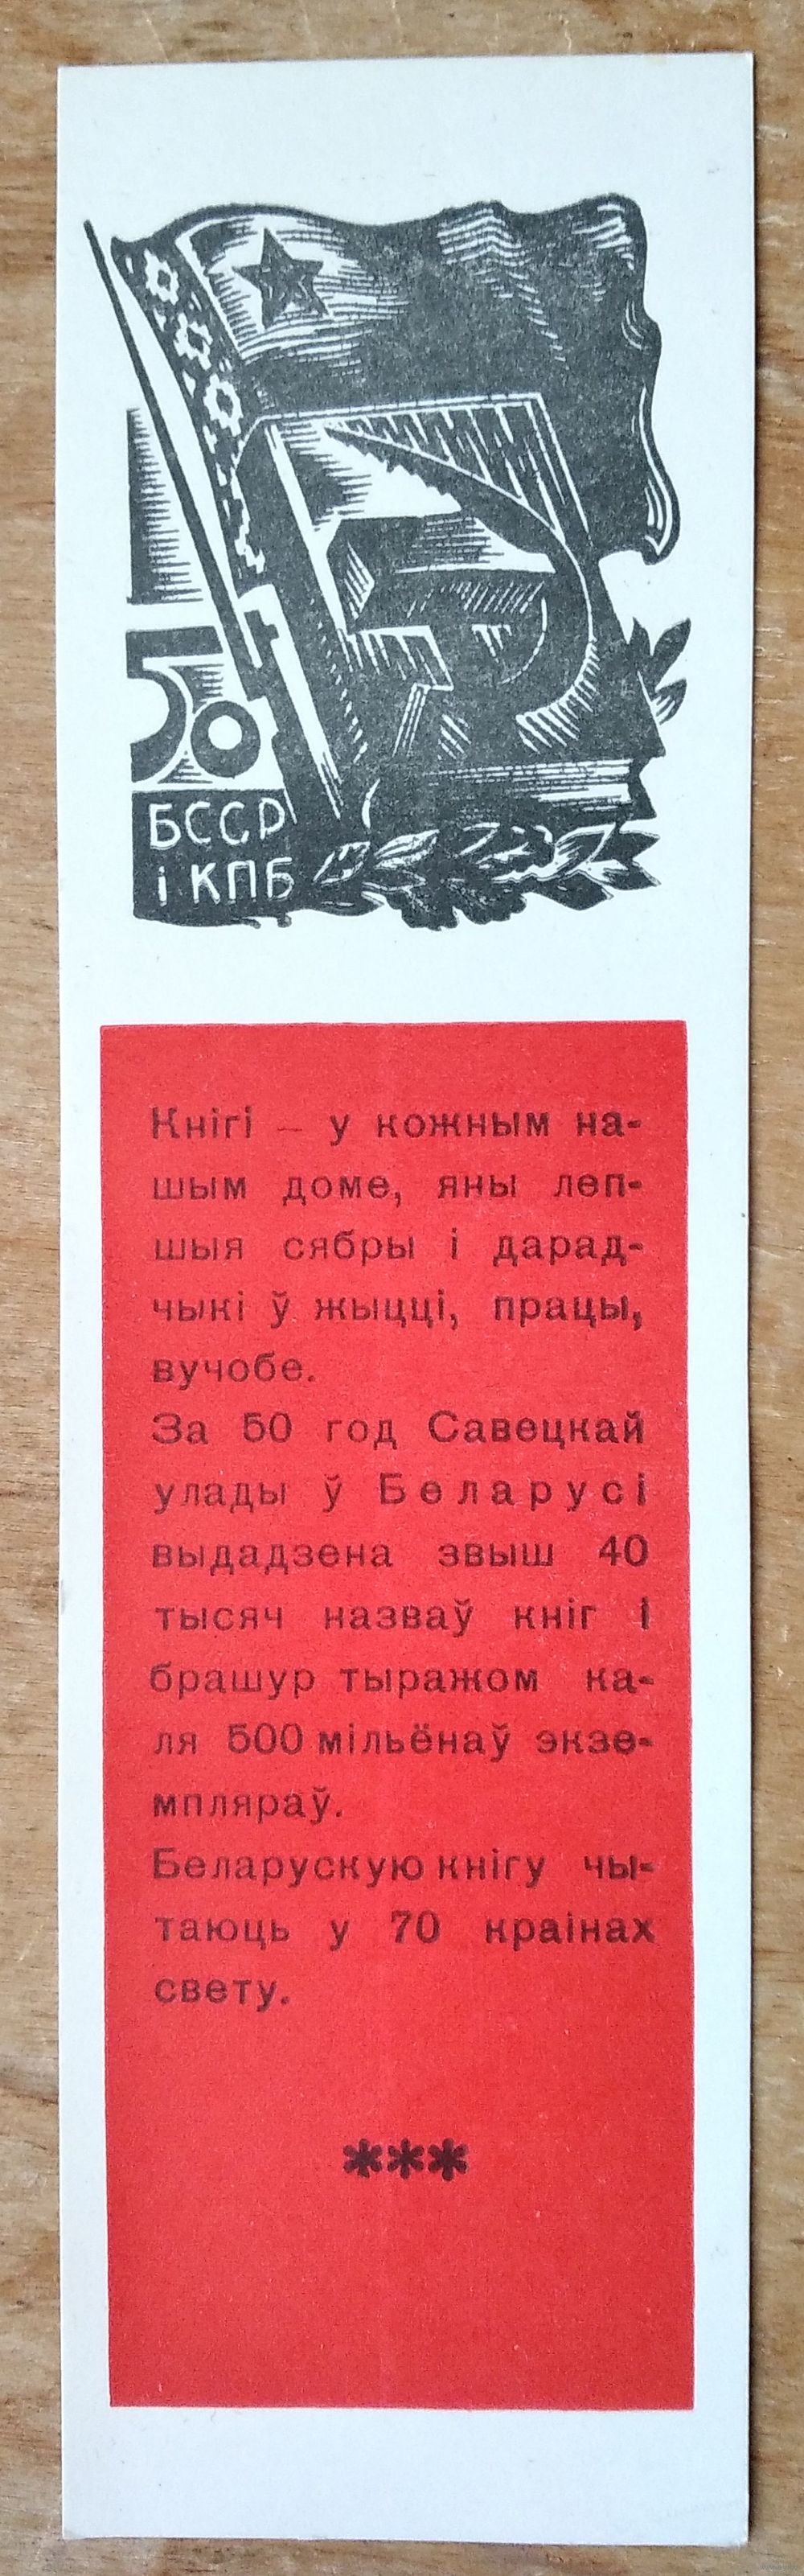 50
БССР
і КПБ
Кнігі — у кожным на-
шым доме, яны леп-
шыя сябры і дарад-
чыкі ў жыцці, працы,
вучобе.
За 50 год Савецкай
улады ў Беларусі
выдадзена звыш 40
тысяч назваў кніг і
брашур тыражом ка-
ля 500 мільёнаў экзе-
мпляраў.
Беларускую кнігу чы-
таюць у 70 краінах
свету.
***